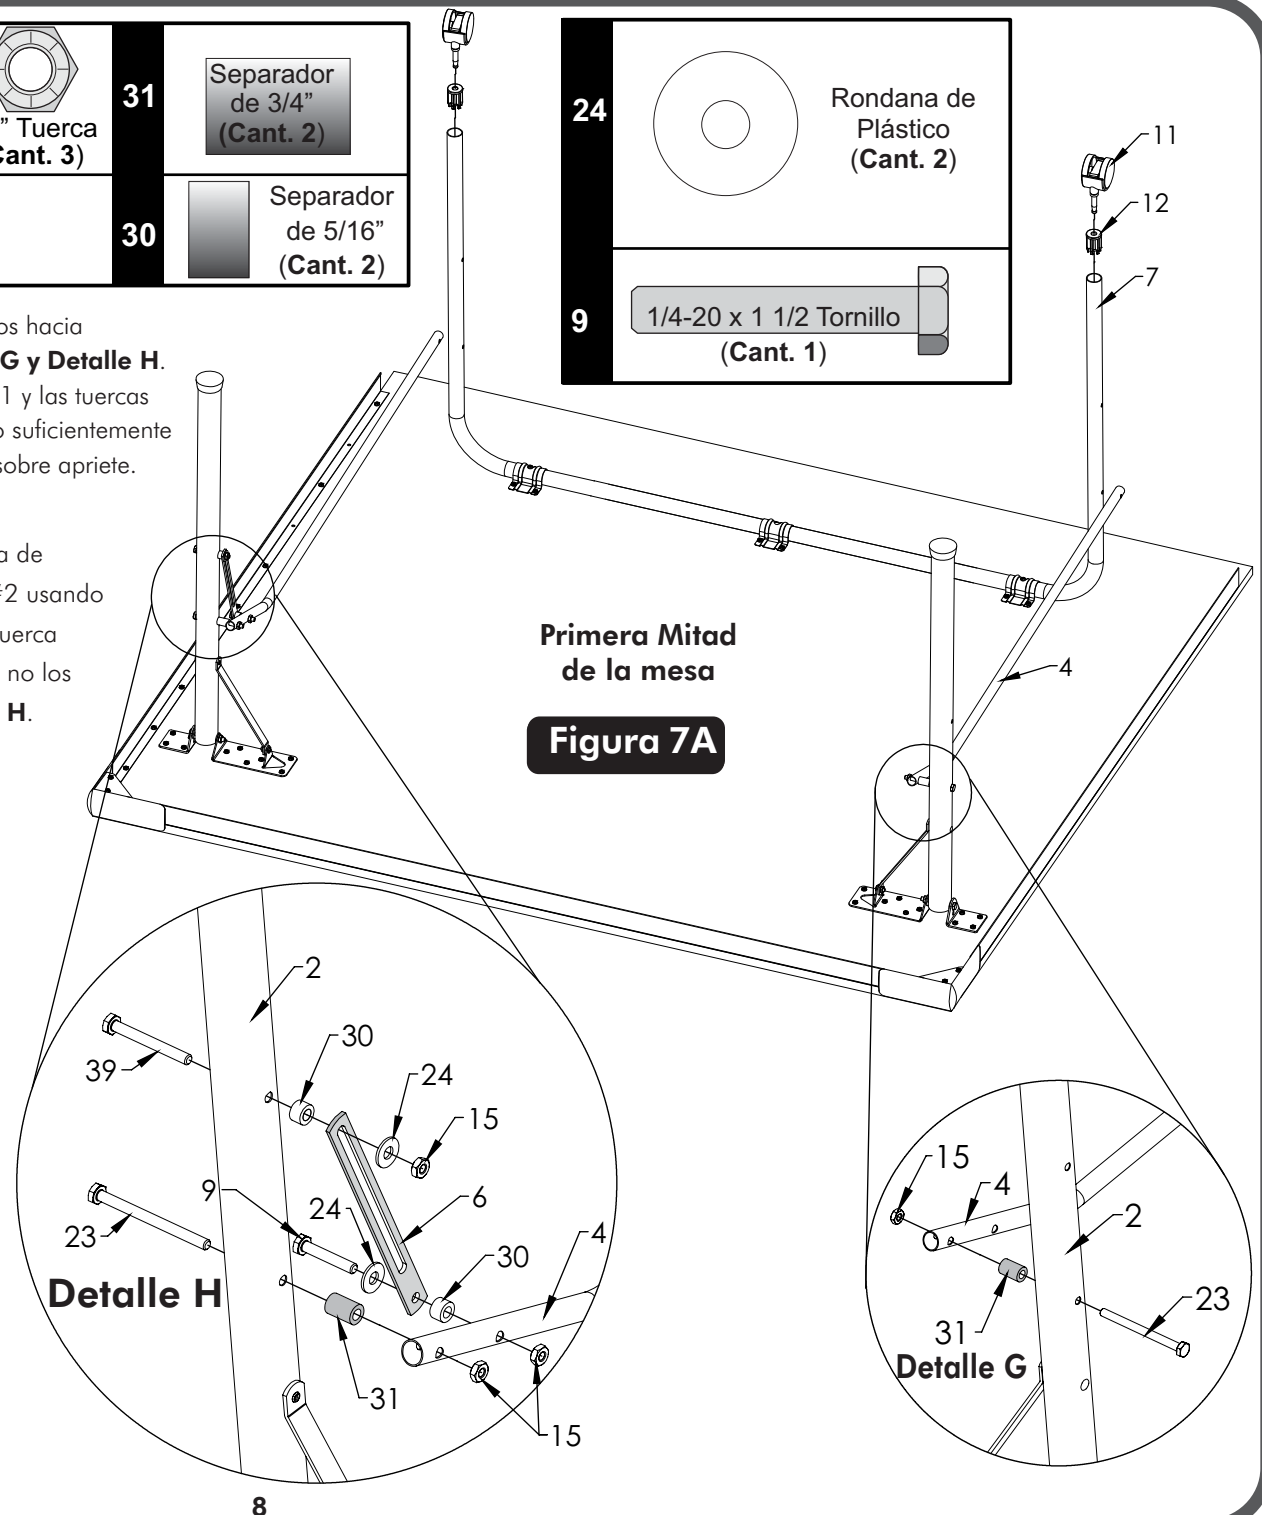 ” Tuerca
Cant. 3)
31
Separador
de 3/4”
(Cant. 2)
30
Separador
de 5/16”
(Cant. 2)
24
Rondana de
Plástico
(Cant. 2)
9
1/4-20 x 1 1/2 Tornillo
(Cant. 1)
11
12
7
os hacia
G y Detalle H.
1 y las tuercas
o suficientemente
sobre apriete.
a de
#2 usando
uerca
no los
H.
Primera Mitad
de la mesa
Figura 7A
4
2
39
30
24
15
9
24
6
23
30
4
Detalle H
31
15
15
4
2
31
23
Detalle G
8